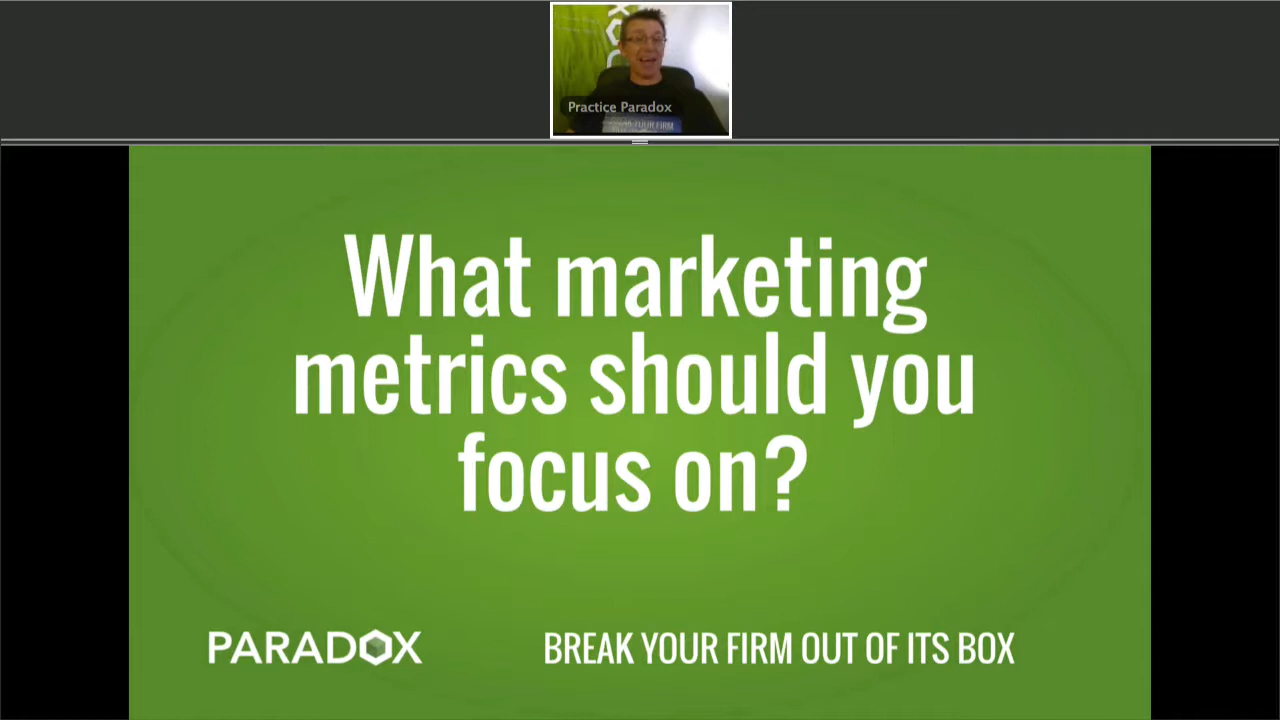 Practice Paradox
What marketing
metrics should you
focus on?
PARADOX
BREAK YOUR FIRM OUT OF ITS BOX